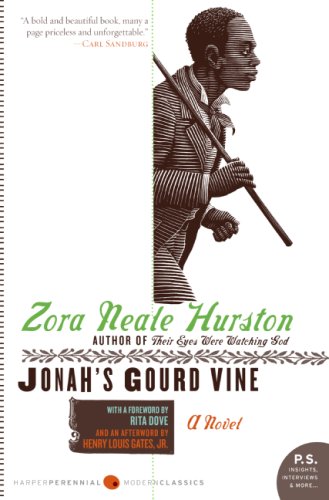 "A bold and beautiful book, many a
page priceless and unforgettable."
—Carl Sandburg
Zora Neale Hurston
AUTHOR OF Their Eyes Were Watching God
JONAH'S GOURD VINE
WITH A FOREWORD BY
RITA DOVE
AND AN AFTERWORD BY
HENRY LOUIS GATES, JR.
A Novel
P.S.
INSIGHTS,
INTERVIEWS
& MORE...
HARPERPERENNIAL MODERNCLASSICS